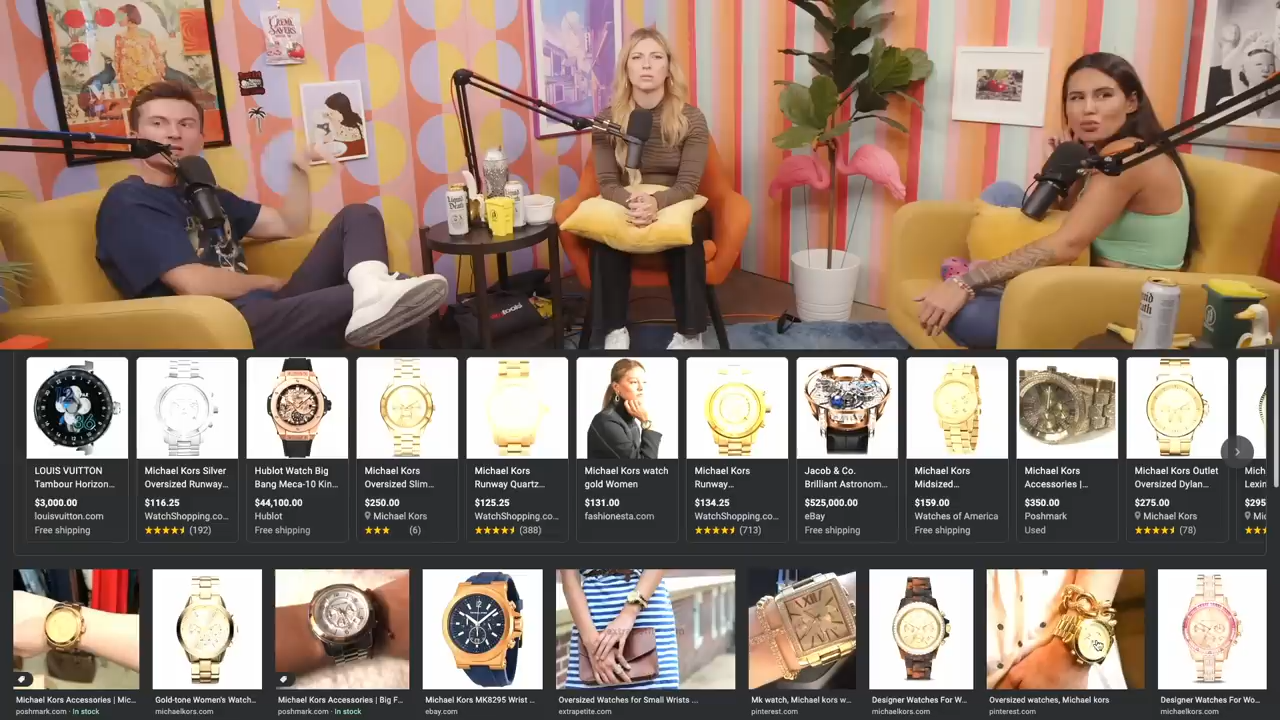 CRÈME
SAVERS
Liquid
Death
Liquid
Death
LOUIS VUITTON
Tambour Horizon...
$3,000.00
louisvuitton.com
Free shipping
Michael Kors Silver
Oversized Runway...
$116.25
WatchShopping.co...
(192)
Hublot Watch Big
Bang Meca-10 Kin...
$44,100.00
Hublot
Free shipping
Michael Kors
Oversized Slim...
$250.00
Michael Kors
(6)
Michael Kors
Runway Quartz...
$125.25
WatchShopping.co...
(388)
Michael Kors watch
gold Women
$131.00
fashionesta.com
Michael Kors
Runway...
$134.25
WatchShopping.co...
(713)
Jacob & Co.
Brilliant Astronom...
$525,000.00
eBay
Free shipping
Michael Kors
Midsized...
$159.00
Watches of America
Free shipping
Michael Kors
Accessories |...
$350.00
Poshmark
Used
Michael Kors Outlet
Oversized Dylan...
$275.00
Michael Kors
(78)
$295
Michael Kors Accessories | Mic...
poshmark.com · In stock
Gold-tone Women's Watch...
michaelkors.com
Michael Kors Accessories | Big F...
poshmark.com · In stock
Michael Kors MK8295 Wrist ...
ebay.com
Oversized Watches for Small Wrists ...
extrapetite.com
Mk watch, Michael kors w...
pinterest.com
Designer Watches For W...
michaelkors.com
Oversized watches, Michael kors
pinterest.com
Designer Watches For Wo...
michaelkors.com